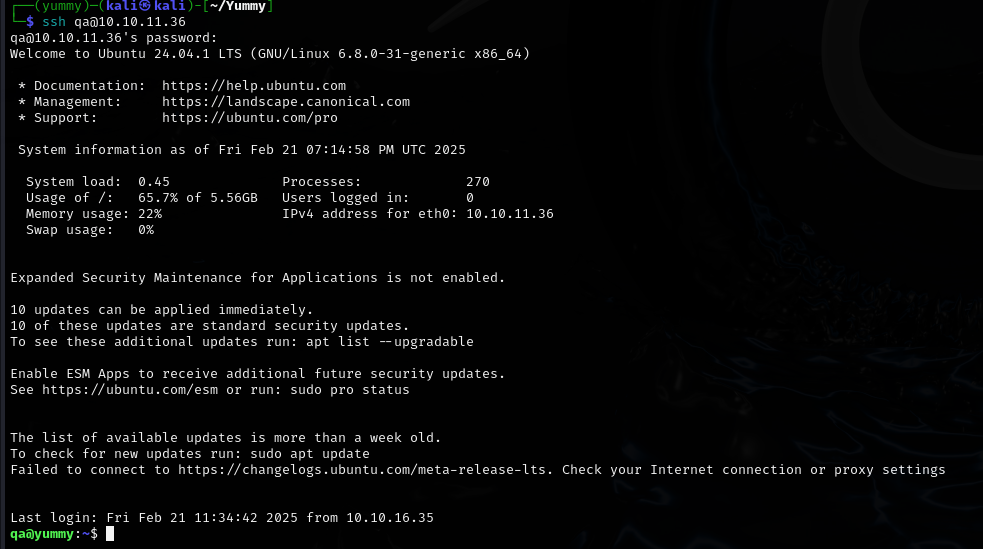 ┌──(yummy)─(kali㉿kali)-[~/Yummy]
└─$ ssh qa@10.10.11.36
qa@10.10.11.36's password:
Welcome to Ubuntu 24.04.1 LTS (GNU/Linux 6.8.0-31-generic x86_64)

 * Documentation:  https://help.ubuntu.com
 * Management:     https://landscape.canonical.com
 * Support:        https://ubuntu.com/pro

 System information as of Fri Feb 21 07:14:58 PM UTC 2025

  System load:  0.45              Processes:             270
  Usage of /:   65.7% of 5.56GB   Users logged in:       0
  Memory usage: 22%               IPv4 address for eth0: 10.10.11.36
  Swap usage:   0%


Expanded Security Maintenance for Applications is not enabled.

10 updates can be applied immediately.
10 of these updates are standard security updates.
To see these additional updates run: apt list --upgradable

Enable ESM Apps to receive additional future security updates.
See https://ubuntu.com/esm or run: sudo pro status


The list of available updates is more than a week old.
To check for new updates run: sudo apt update
Failed to connect to https://changelogs.ubuntu.com/meta-release-lts. Check your Internet connection or proxy settings


Last login: Fri Feb 21 11:34:42 2025 from 10.10.16.35
qa@yummy:~$